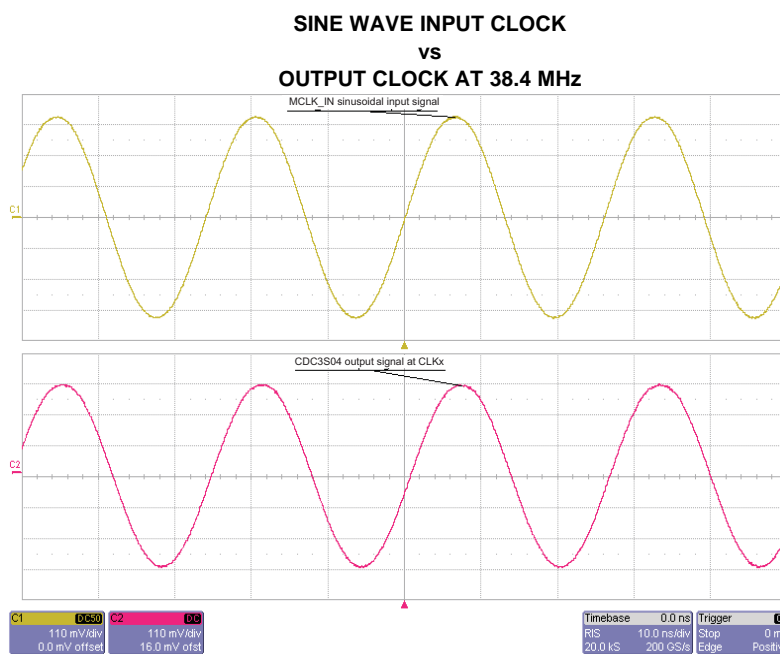 SINE WAVE INPUT CLOCK
vs
OUTPUT CLOCK AT 38.4 MHz
MCLK_IN sinusoidal input signal
C1
CDC3S04 output signal at CLKx
C2
C1 DC50
110 mV/div
0.0 mV offset
C2 DC
110 mV/div
16.0 mV ofst
Timebase 0.0 ns
RIS 10.0 ns/div
20.0 kS 200 GS/s
Trigger
Stop 0 m
Edge Positi